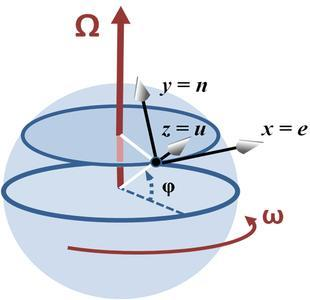 Ω
y = n
z = u
x = e
φ
ω